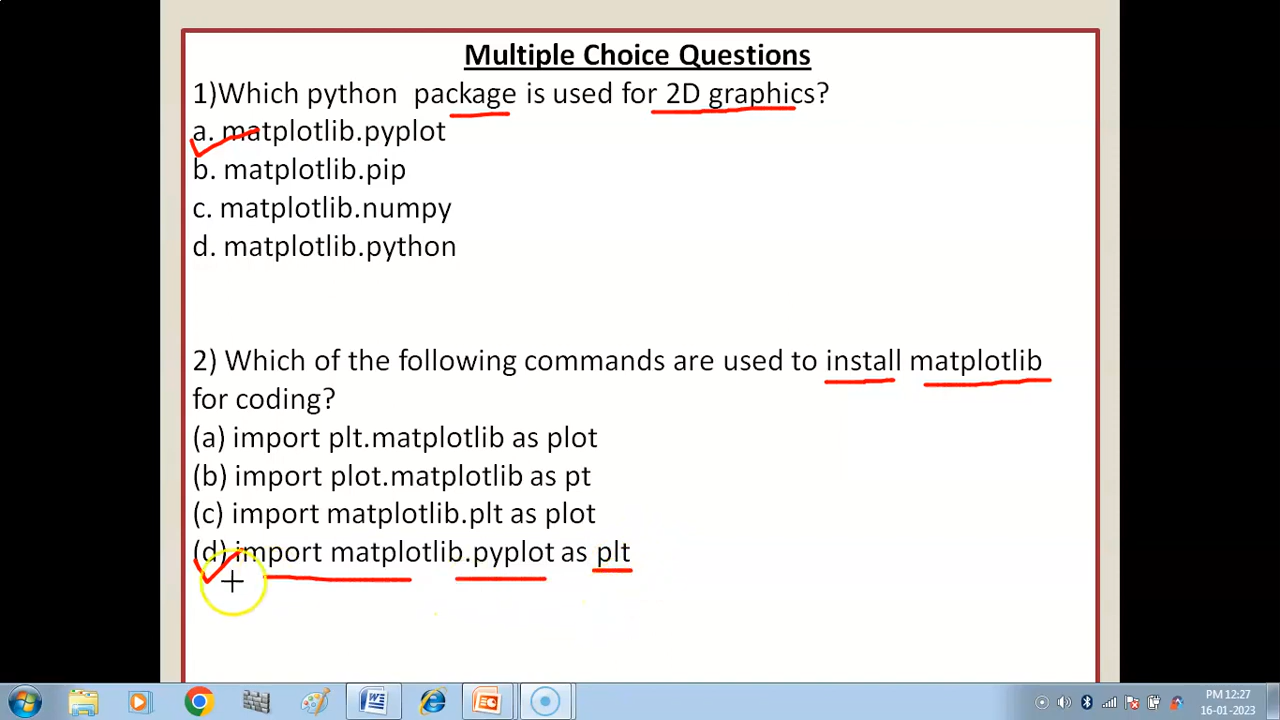 Multiple Choice Questions
1)Which python package is used for 2D graphics?
a. matplotlib.pyplot
b. matplotlib.pip
c. matplotlib.numpy
d. matplotlib.python
2) Which of the following commands are used to install matplotlib
for coding?
(a) import plt.matplotlib as plot
(b) import plot.matplotlib as pt
(c) import matplotlib.plt as plot
(d) import matplotlib.pyplot as plt
PM 12:27
16-01-2023